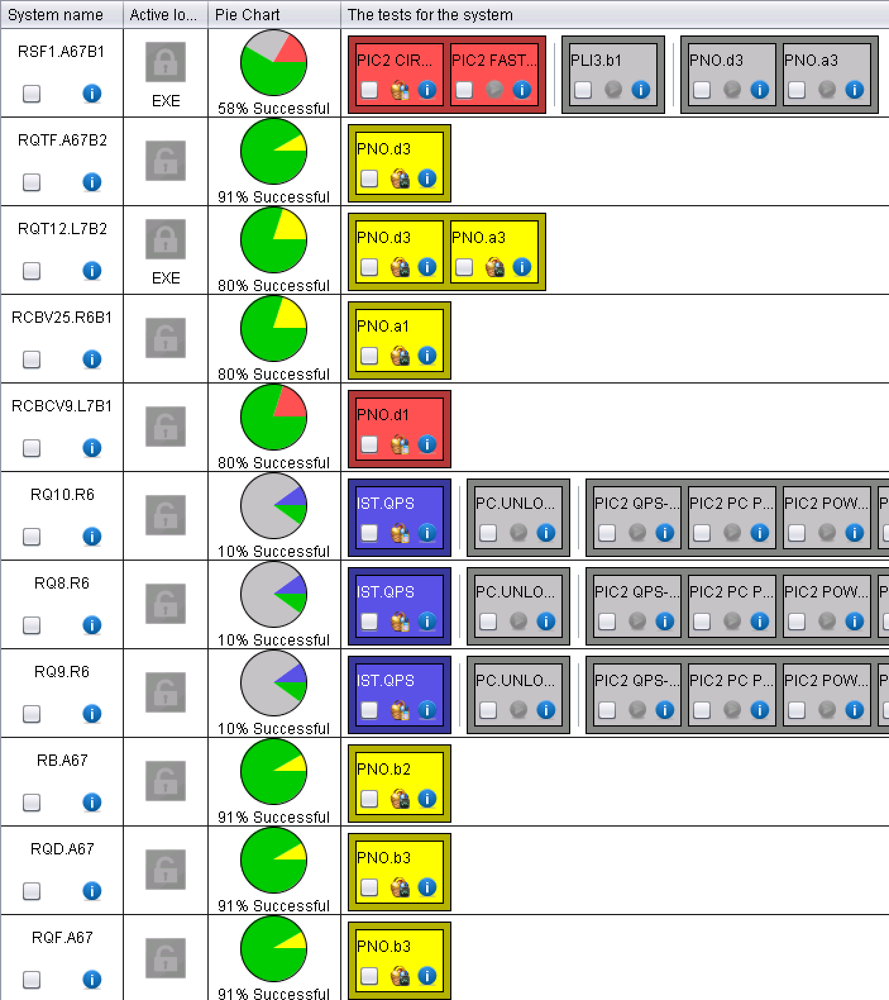 System name Active lo... Pie Chart The tests for the system
RSF1.A67B1 EXE 58% Successful PIC2 CIR... PIC2 FAST... PLI3.b1 PNO.d3 PNO.a3
RQTF.A67B2 91% Successful PNO.d3
RQT12.L7B2 EXE 80% Successful PNO.d3 PNO.a3
RCBV25.R6B1 80% Successful PNO.a1
RCBCV9.L7B1 80% Successful PNO.d1
RQ10.R6 10% Successful IST.QPS PC.UNLO... PIC2 QPS-... PIC2 PC P... PIC2 POW... P
RQ8.R6 10% Successful IST.QPS PC.UNLO... PIC2 QPS-... PIC2 PC P... PIC2 POW... P
RQ9.R6 10% Successful IST.QPS PC.UNLO... PIC2 QPS-... PIC2 PC P... PIC2 POW... P
RB.A67 91% Successful PNO.b2
RQD.A67 91% Successful PNO.b3
RQF.A67 91% Successful PNO.b3